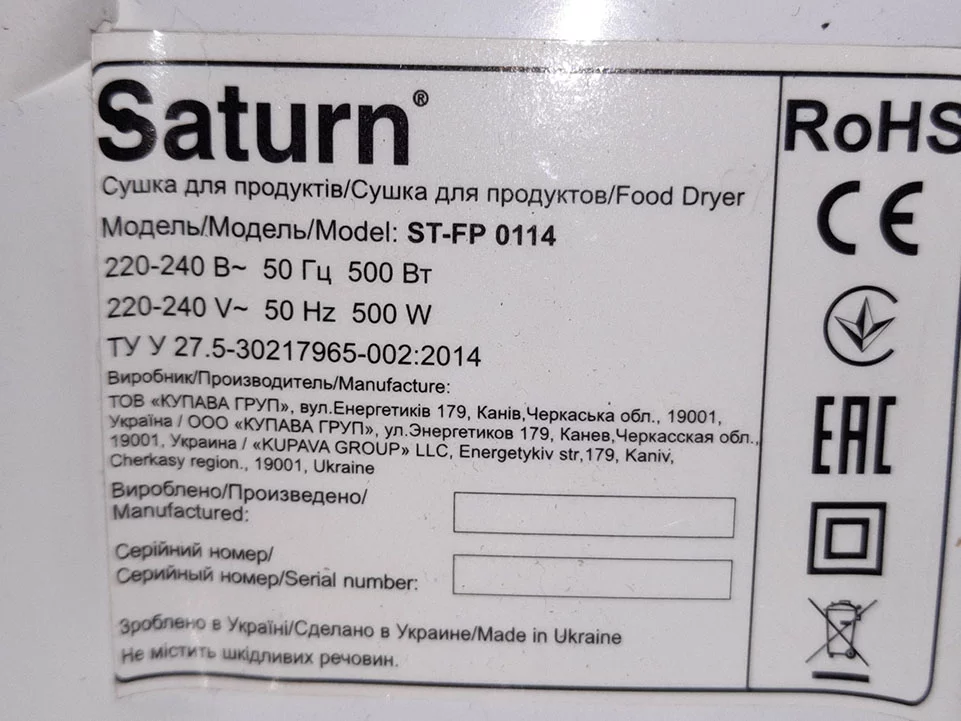 Saturn®
Сушка для продуктів/Сушка для продуктов/Food Dryer
Модель/Модель/Model: ST-FP 0114
220-240 В~ 50 Гц 500 Вт
220-240 V~ 50 Hz 500 W
ТУ У 27.5-30217965-002:2014
Виробник/Производитель/Manufacture:
ТОВ «КУПАВА ГРУП», вул.Енергетиків 179, Канів,Черкаська обл., 19001,
Україна / ООО «КУПАВА ГРУП», ул.Энергетиков 179, Канев,Черкасская обл.,
19001, Украина / «KUPAVA GROUP» LLC, Energetykiv str,179, Kaniv,
Cherkasy region., 19001, Ukraine
Вироблено/Произведено/
Manufactured:
Серійний номер/
Серийный номер/Serial number:
Зроблено в Україні/Сделано в Украине/Made in Ukraine
Не містить шкідливих речовин.
RoHS
CE
EAC